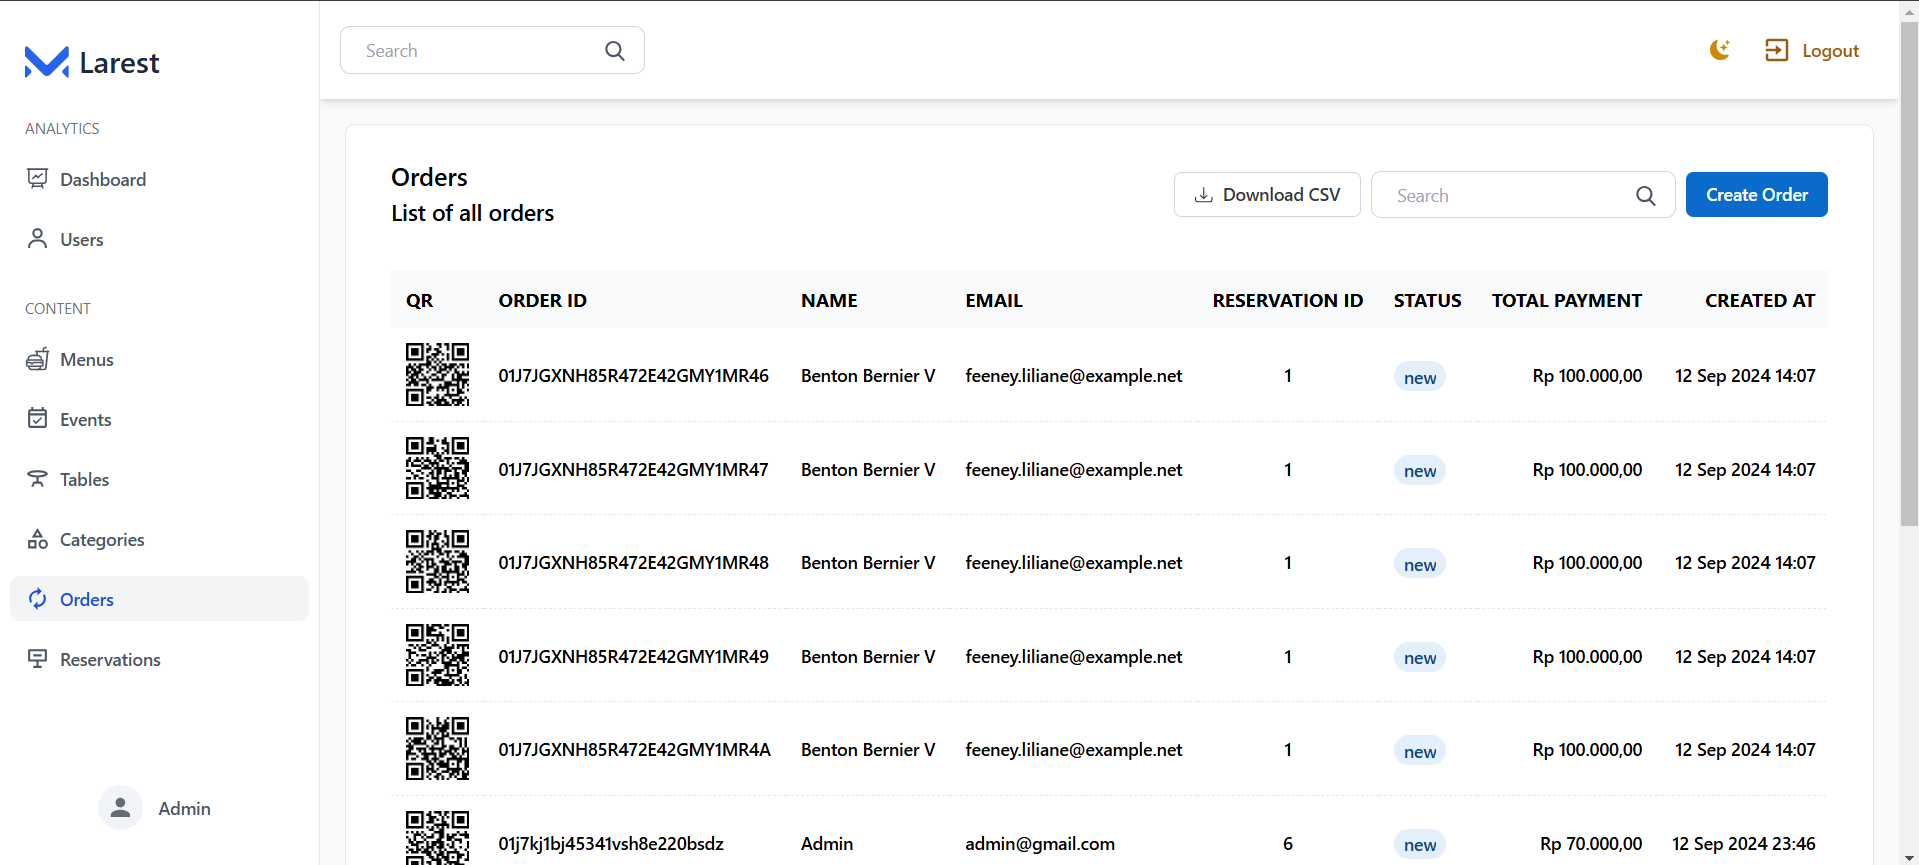 Larest
ANALYTICS
Dashboard
Users
CONTENT
Menus
Events
Tables
Categories
Orders
Reservations
Admin
Search
Logout
Orders
List of all orders
Download CSV
Search
Create Order
QR ORDER ID NAME EMAIL RESERVATION ID STATUS TOTAL PAYMENT CREATED AT
01J7JGXNH85R472E42GMY1MR46 Benton Bernier V feeney.liliane@example.net 1 new Rp 100.000,00 12 Sep 2024 14:07
01J7JGXNH85R472E42GMY1MR47 Benton Bernier V feeney.liliane@example.net 1 new Rp 100.000,00 12 Sep 2024 14:07
01J7JGXNH85R472E42GMY1MR48 Benton Bernier V feeney.liliane@example.net 1 new Rp 100.000,00 12 Sep 2024 14:07
01J7JGXNH85R472E42GMY1MR49 Benton Bernier V feeney.liliane@example.net 1 new Rp 100.000,00 12 Sep 2024 14:07
01J7JGXNH85R472E42GMY1MR4A Benton Bernier V feeney.liliane@example.net 1 new Rp 100.000,00 12 Sep 2024 14:07
01j7kj1bj45341vsh8e220bsdz Admin admin@gmail.com 6 new Rp 70.000,00 12 Sep 2024 23:46